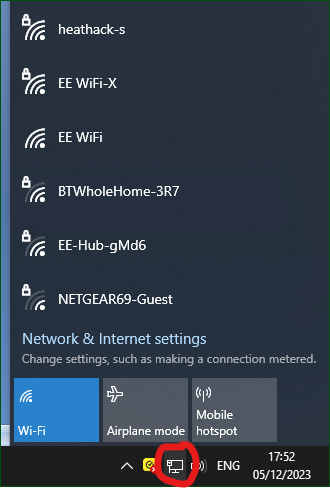 heathack-s
EE WiFi-X
EE WiFi
BTWholeHome-3R7
EE-Hub-gMd6
NETGEAR69-Guest
Network & Internet settings
Change settings, such as making a connection metered.
Wi-Fi
Airplane mode
Mobile
hotspot
ENG
17:52
05/12/2023